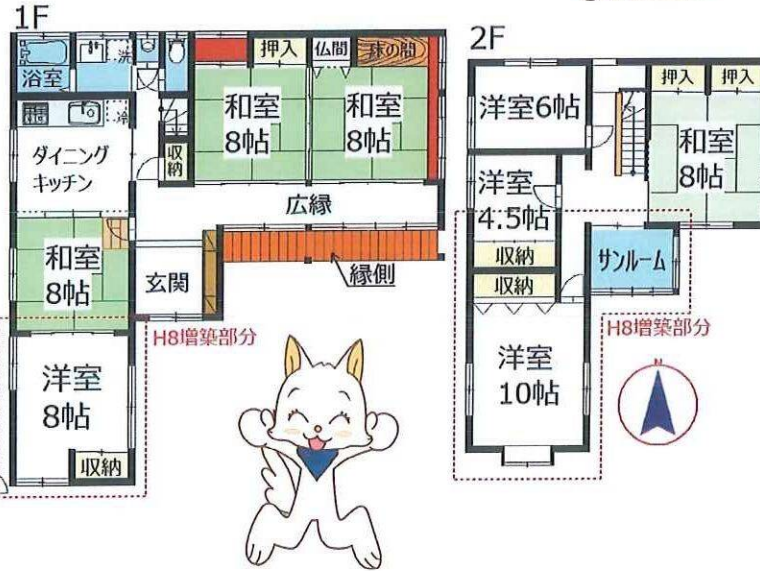 1F
浴室
洗
押入
仏間
床の間
冷
ダイニング
キッチン
収納
和室
8帖
和室
8帖
広縁
和室
8帖
玄関
縁側
H8増築部分
洋室
8帖
収納
2F
洋室6帖
押入
押入
和室
8帖
洋室
4.5帖
収納
収納
サンルーム
H8増築部分
洋室
10帖
N